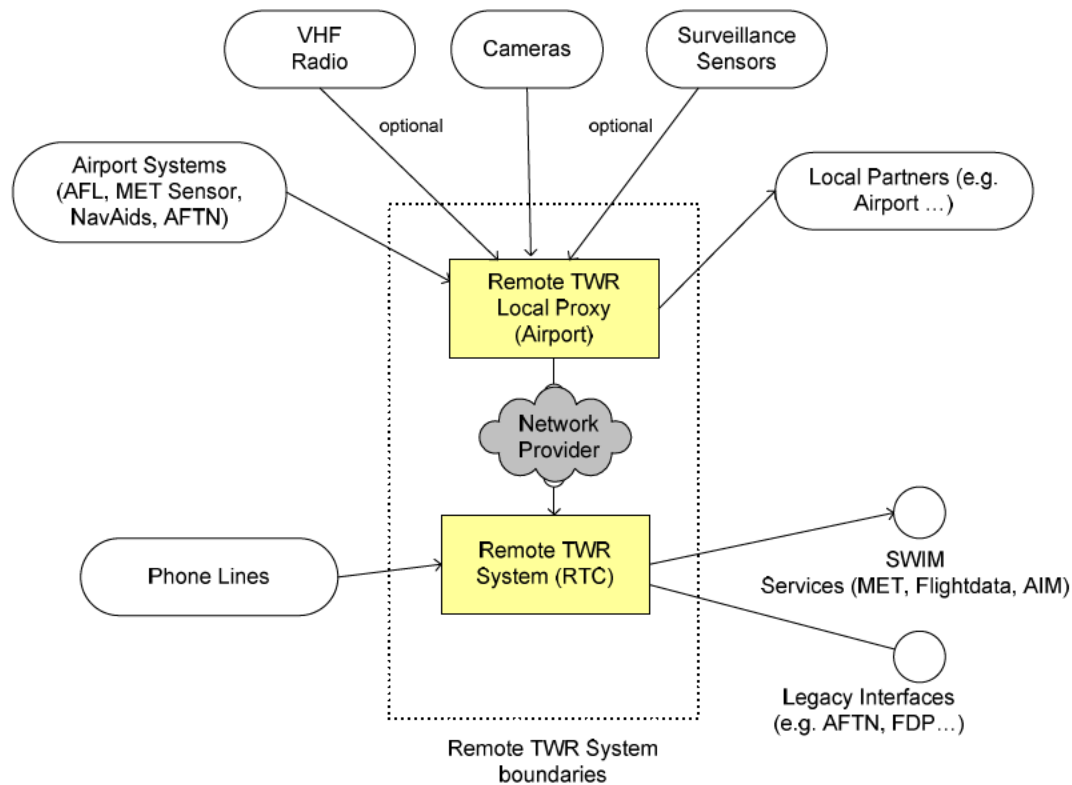 VHF
Radio
Cameras
Surveillance
Sensors
optional
optional
Airport Systems
(AFL, MET Sensor,
NavAids, AFTN)
Local Partners (e.g.
Airport ...)
Remote TWR
Local Proxy
(Airport)
Network
Provider
Remote TWR
System (RTC)
Phone Lines
SWIM
Services (MET, Flightdata, AIM)
Legacy Interfaces
(e.g. AFTN, FDP...)
Remote TWR System
boundaries